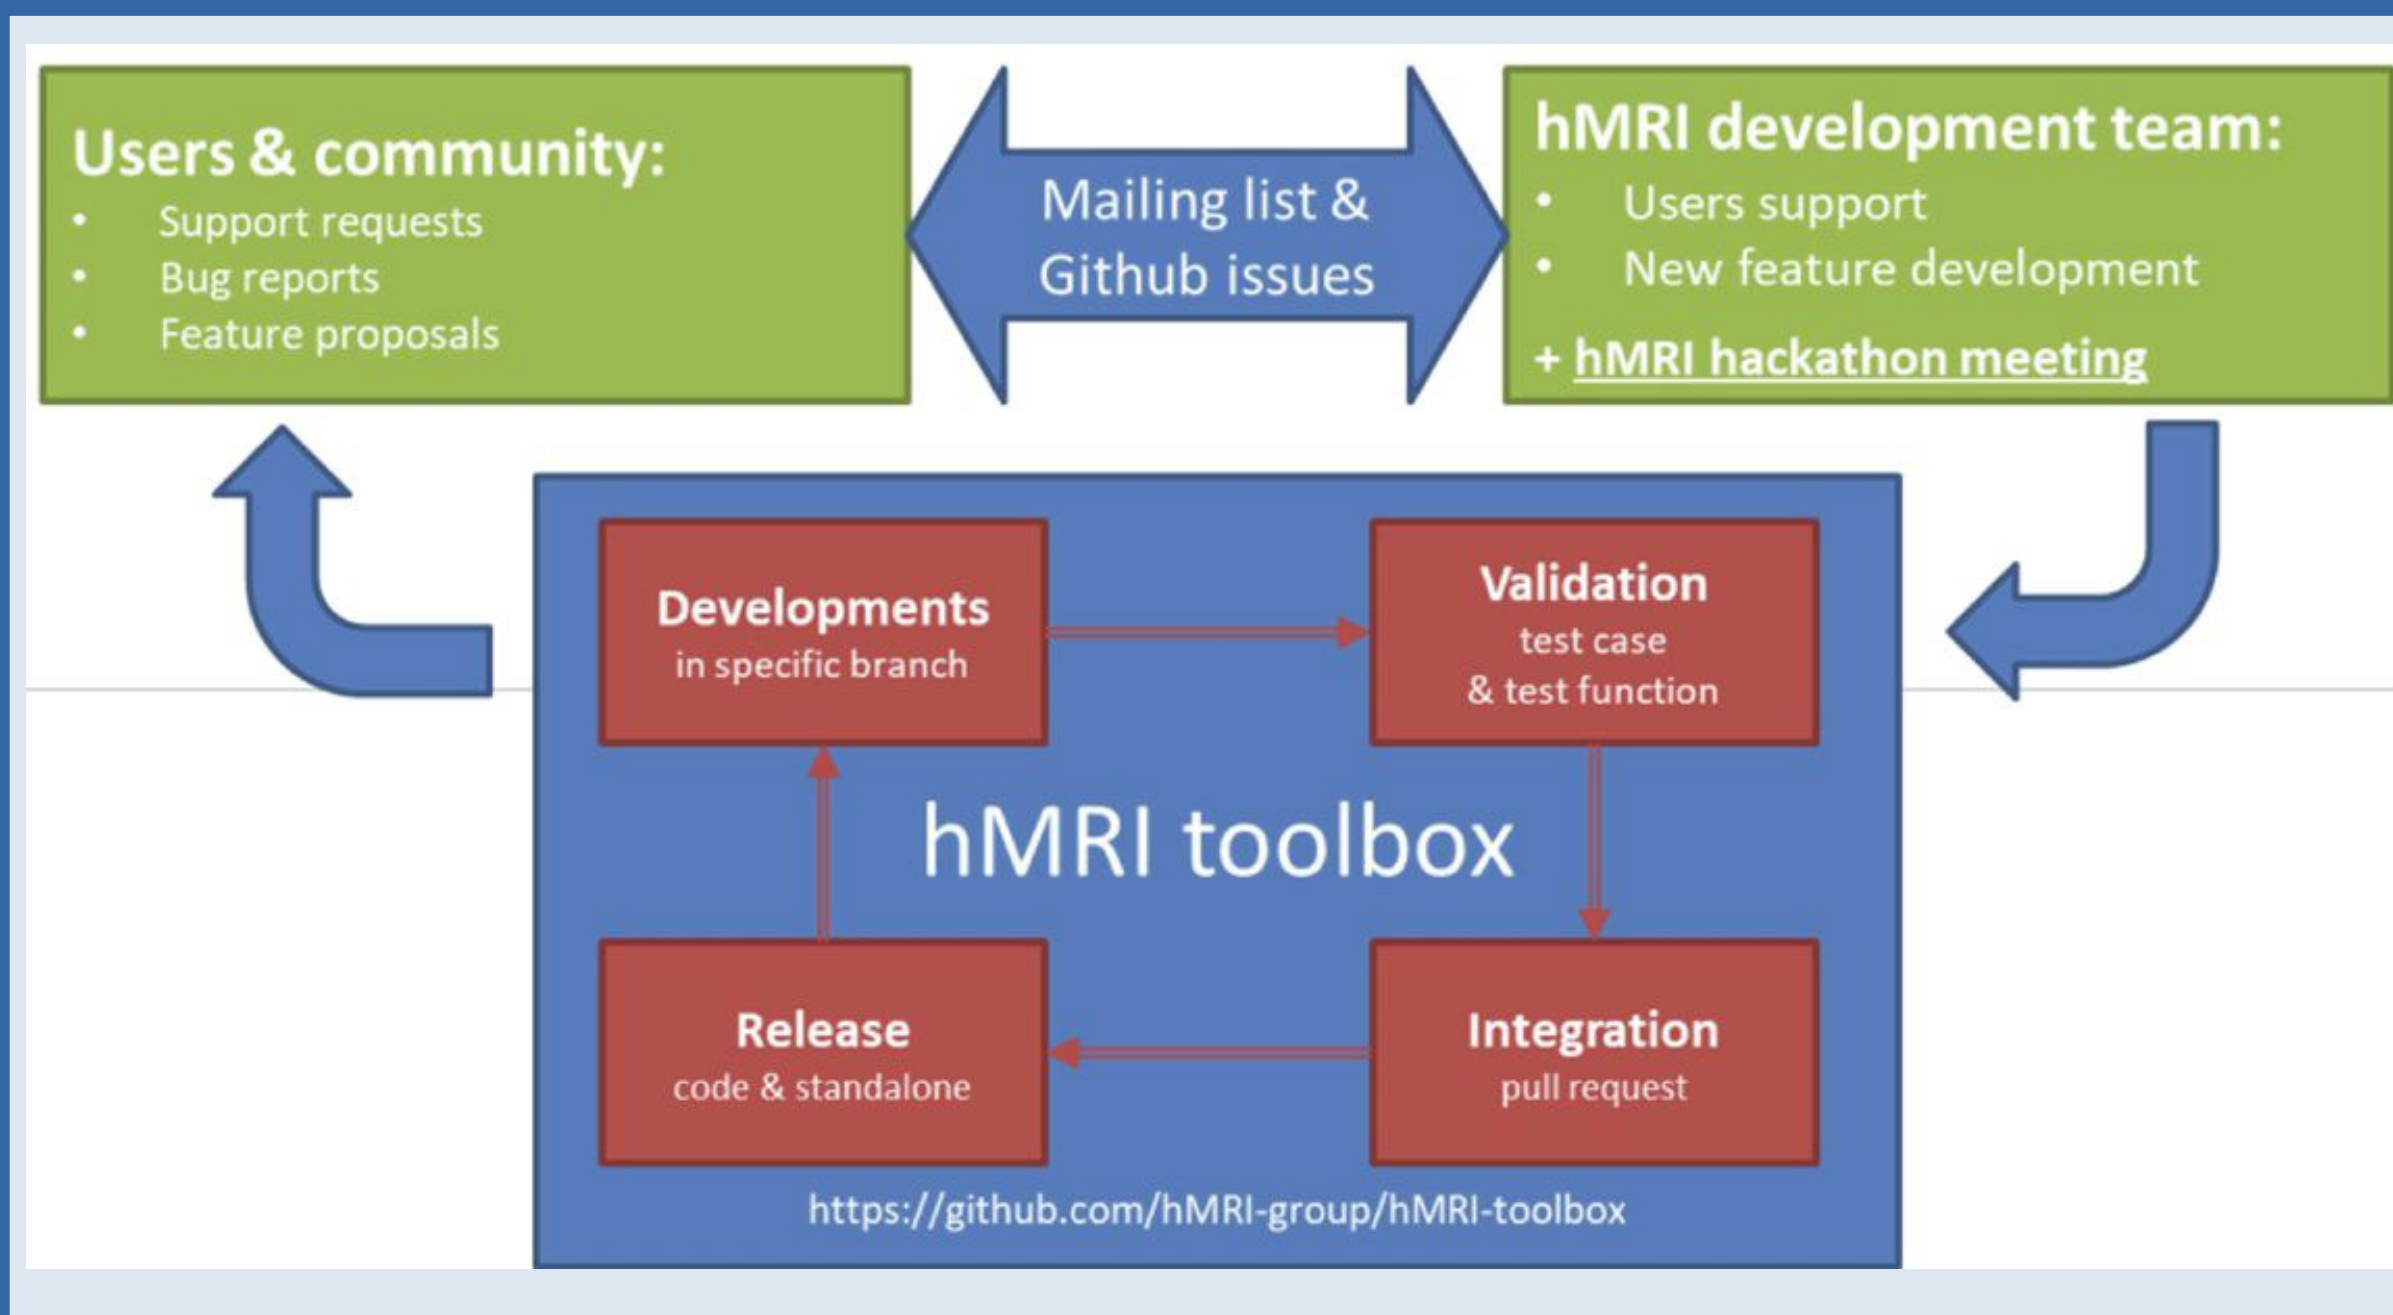 Users & community:
• Support requests
• Bug reports
• Feature proposals
Mailing list &
Github issues
hMRI development team:
• Users support
• New feature development
+ hMRI hackathon meeting
Developments
in specific branch
Validation
test case
& test function
hMRI toolbox
Release
code & standalone
Integration
pull request
https://github.com/hMRI-group/hMRI-toolbox